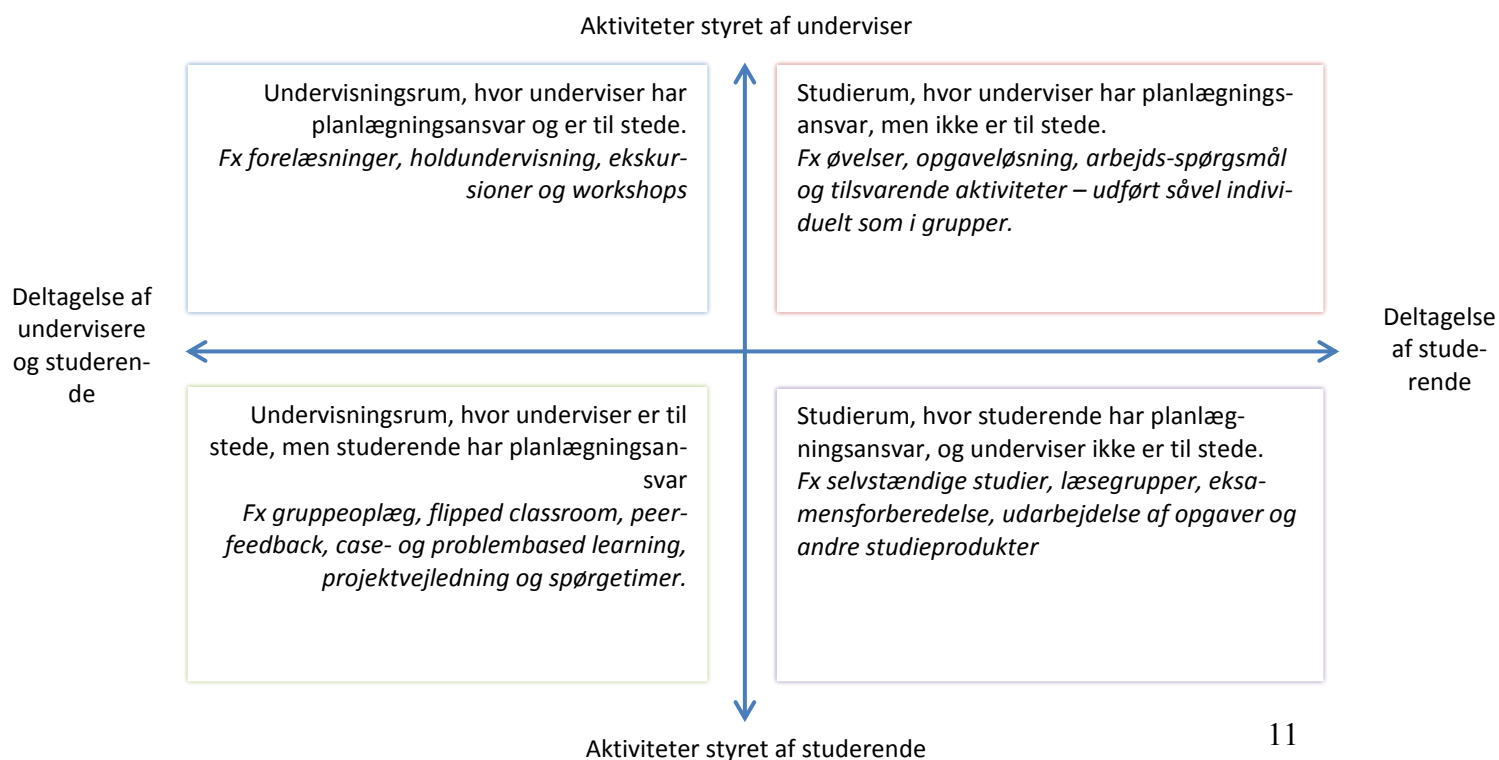 Aktiviteter styret af underviser
Undervisningsrum, hvor underviser har
planlægningsansvar og er til stede.
Fx forelæsninger, holdundervisning, ekskur-
sioner og workshops
Studierum, hvor underviser har planlægnings-
ansvar, men ikke er til stede.
Fx øvelser, opgaveløsning, arbejds-spørgsmål
og tilsvarende aktiviteter – udført såvel indivi-
duelt som i grupper.
Deltagelse af
undervisere
og studeren-
de
Deltagelse
af stude-
rende
Undervisningsrum, hvor underviser er til
stede, men studerende har planlægningsan-
svar
Fx gruppeoplæg, flipped classroom, peer-
feedback, case- og problembased learning,
projektvejledning og spørgetimer.
Studierum, hvor studerende har planlæg-
ningsansvar, og underviser ikke er til stede.
Fx selvstændige studier, læsegrupper, eksa-
mensforberedelse, udarbejdelse af opgaver og
andre studieprodukter
Aktiviteter styret af studerende
11